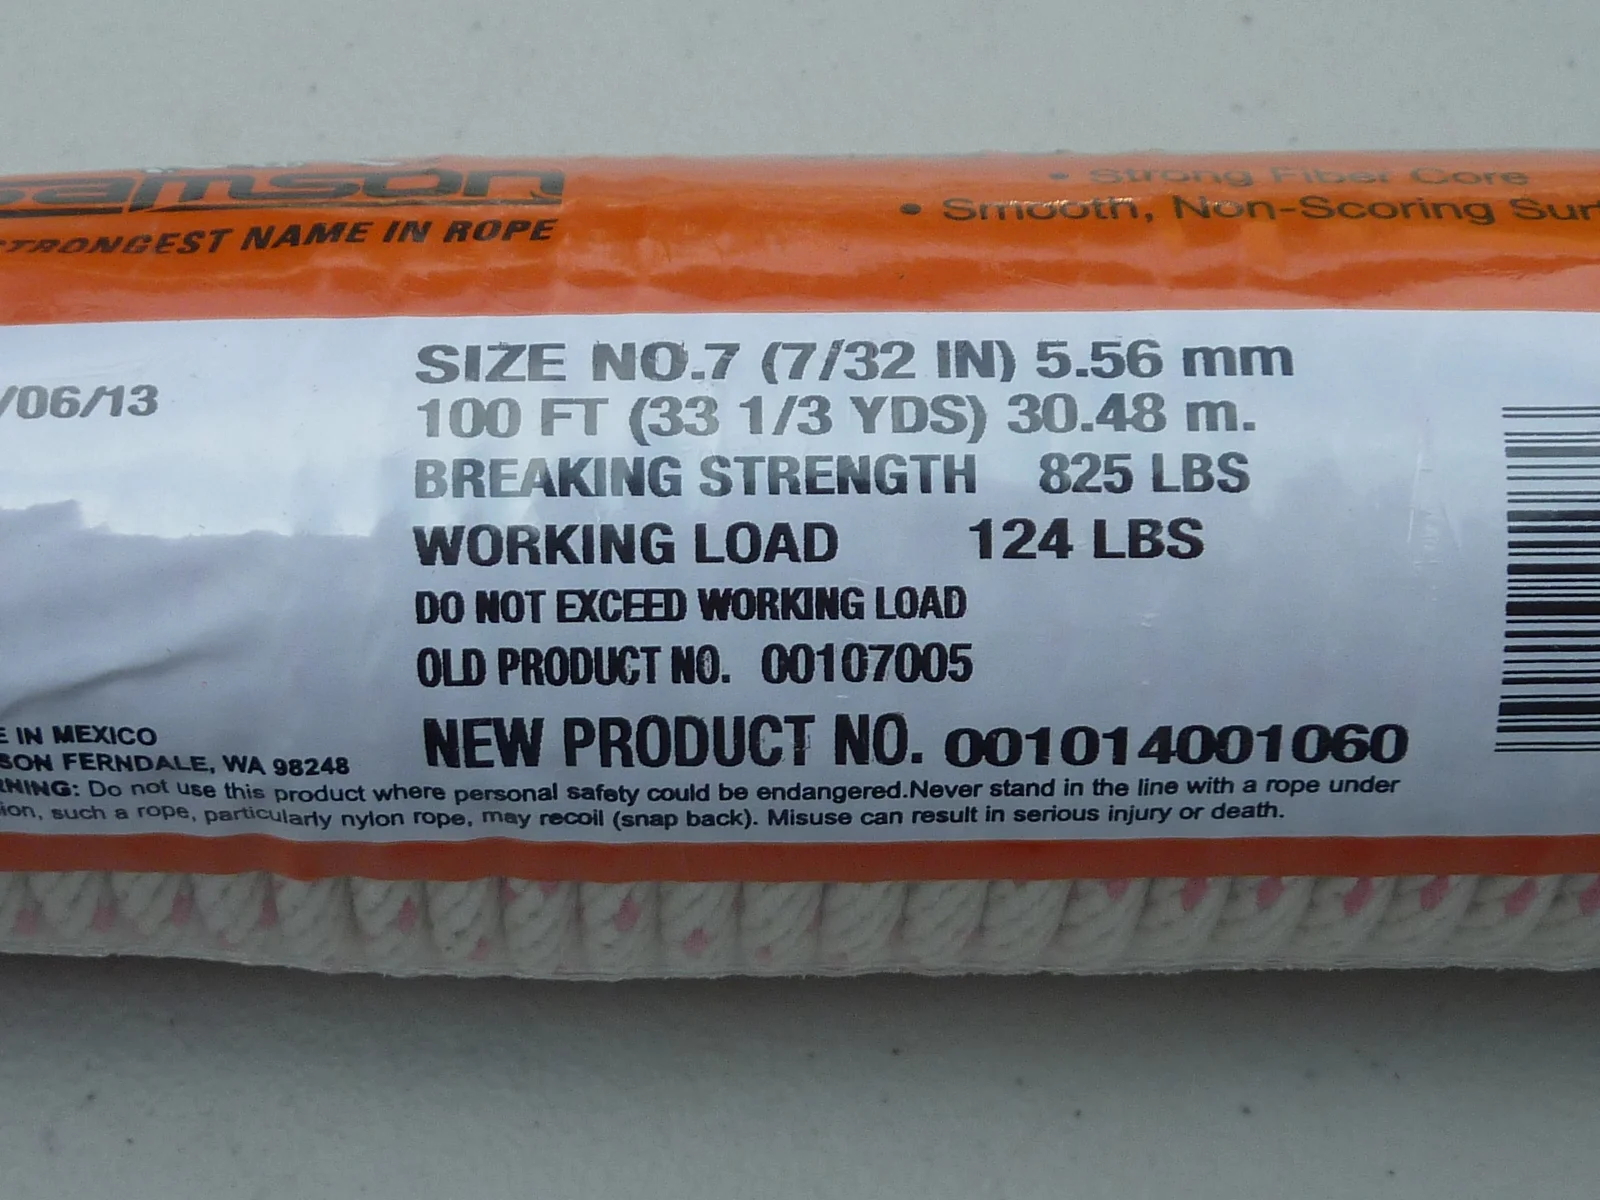 samson
STRONGEST NAME IN ROPE
• Strong Fiber Core
• Smooth, Non-Scoring Sur
/06/13
SIZE NO.7 (7/32 IN) 5.56 mm
100 FT (33 1/3 YDS) 30.48 m.
BREAKING STRENGTH 825 LBS
WORKING LOAD 124 LBS
DO NOT EXCEED WORKING LOAD
OLD PRODUCT NO. 00107005
NEW PRODUCT NO. 001014001060
E IN MEXICO
SON FERNDALE, WA 98248
RNING: Do not use this product where personal safety could be endangered.Never stand in the line with a rope under
ion, such a rope, particularly nylon rope, may recoil (snap back). Misuse can result in serious injury or death.